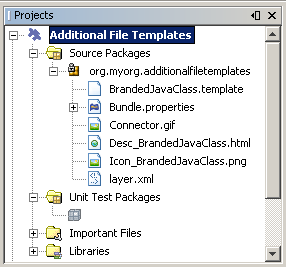 Projects
Additional File Templates
Source Packages
org.myorg.additionalfiletemplates
BrandedJavaClass.template
Bundle.properties
Connector.gif
Desc_BrandedJavaClass.html
Icon_BrandedJavaClass.png
layer.xml
Unit Test Packages
Important Files
Libraries